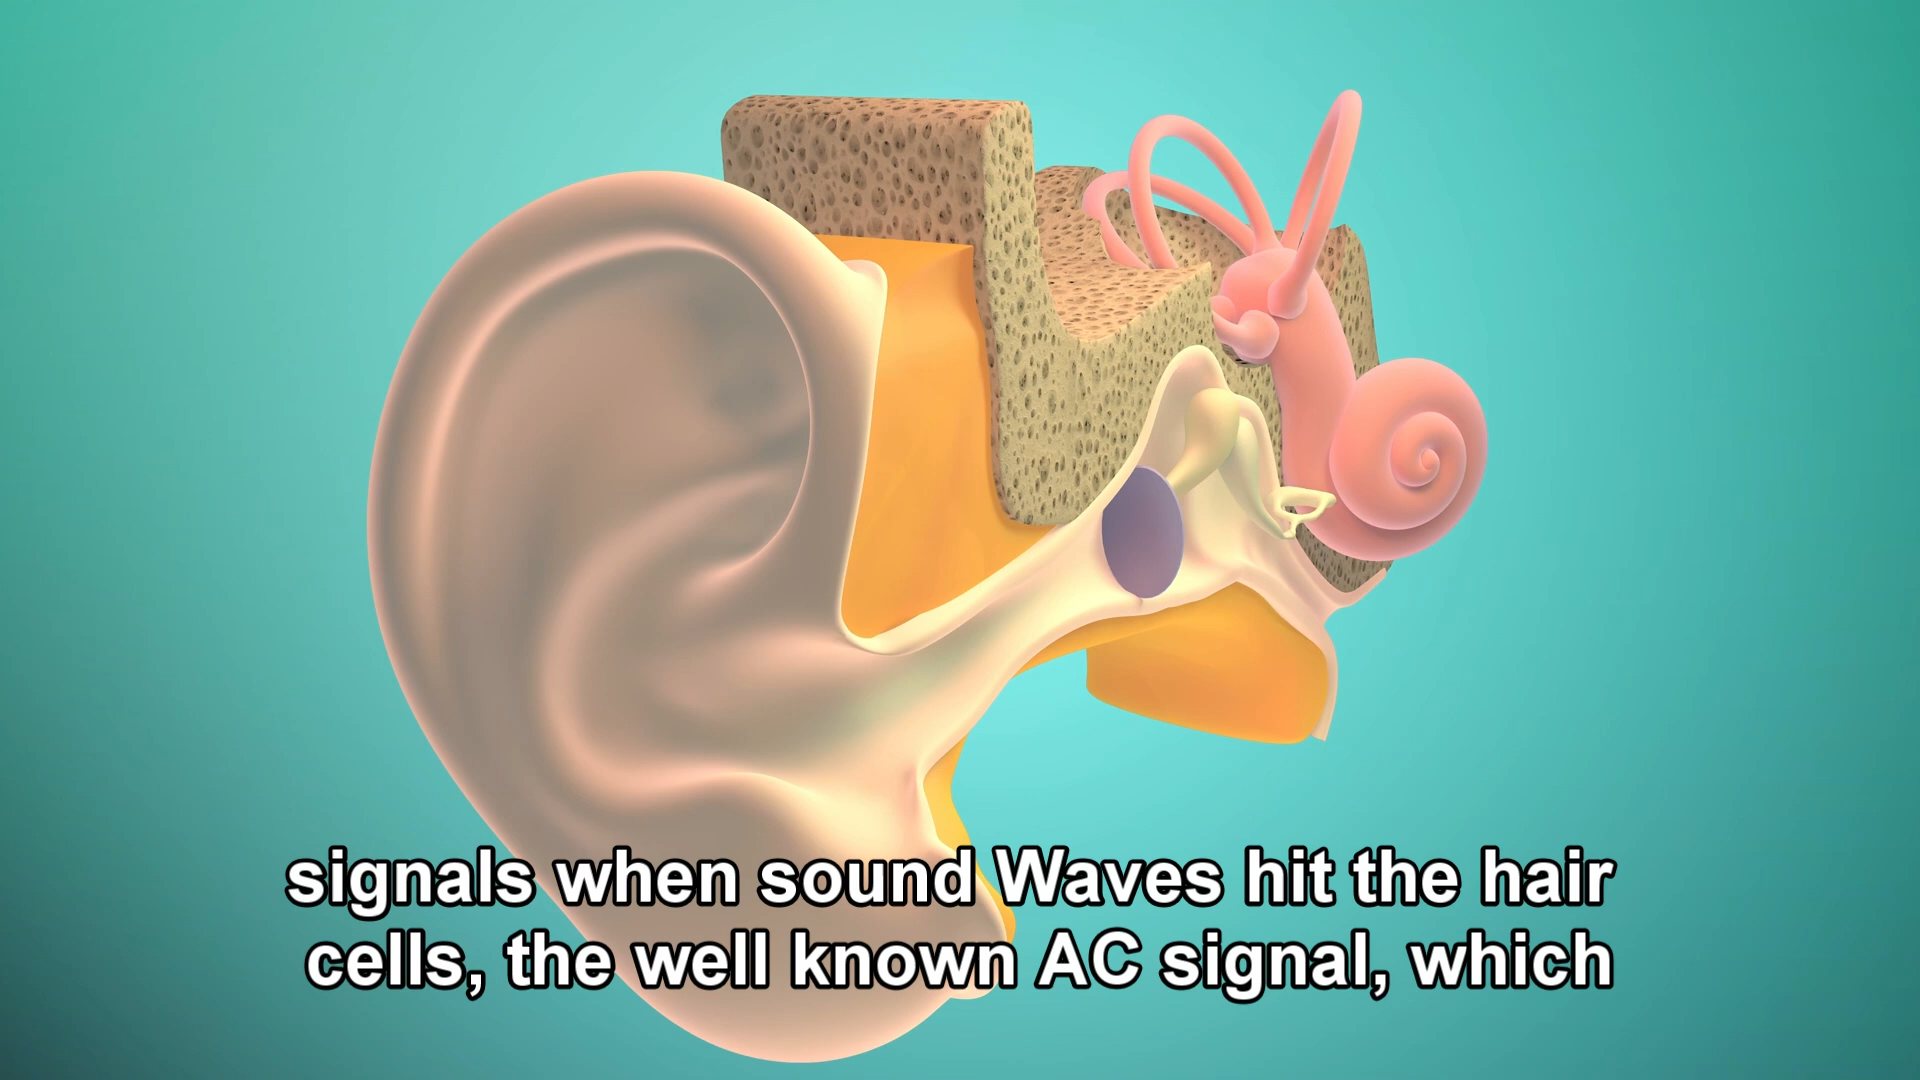 signals when sound Waves hit the hair
cells, the well known AC signal, which